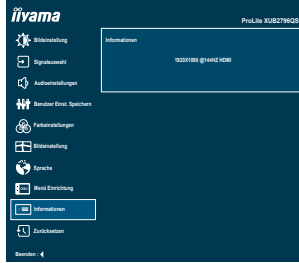 iiyama
ProLite XUB2796QS
Bildeinstellung
Informationen
Signalauswahl
1920X1080 @144HZ HDMI
Audioeinstellungen
Benutzer Einst. Speichern
Farbeinstellungen
Bildeinstellung
Sprache
OSD
Menü Einrichtung
Informationen
Zurücksetzen
Beenden :